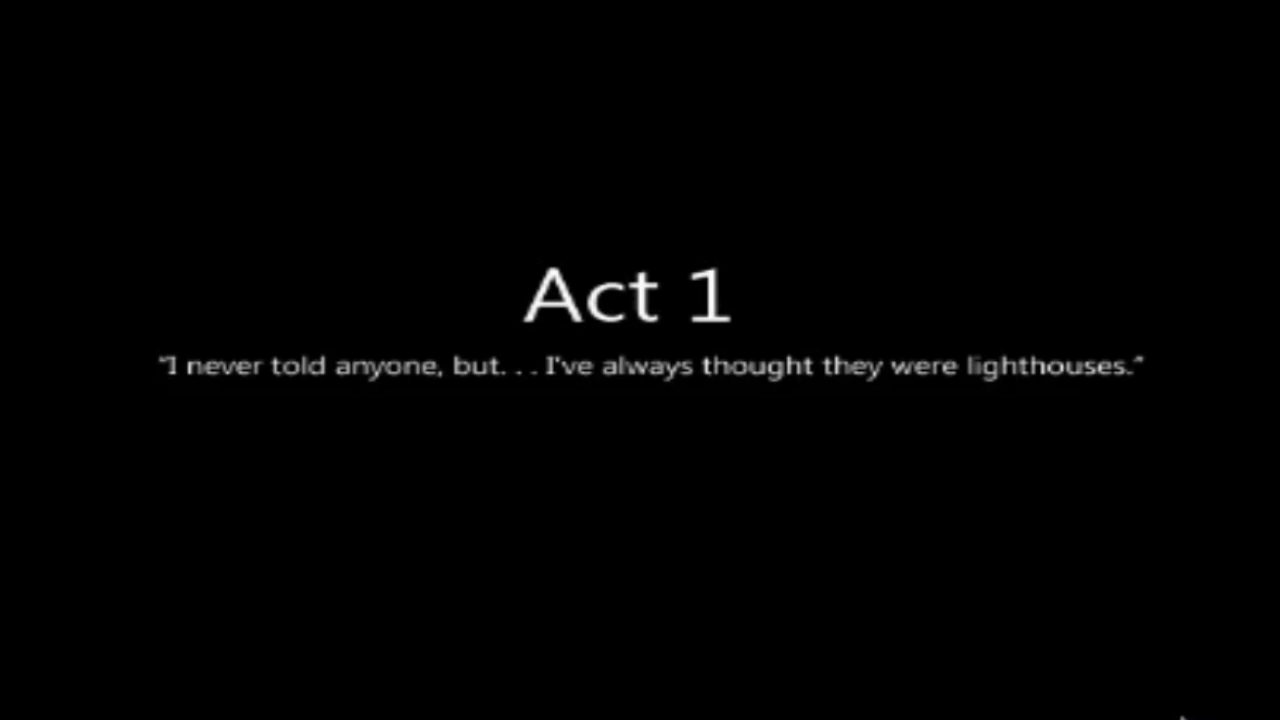 Act 1
"I never told anyone, but. . . I've always thought they were lighthouses."